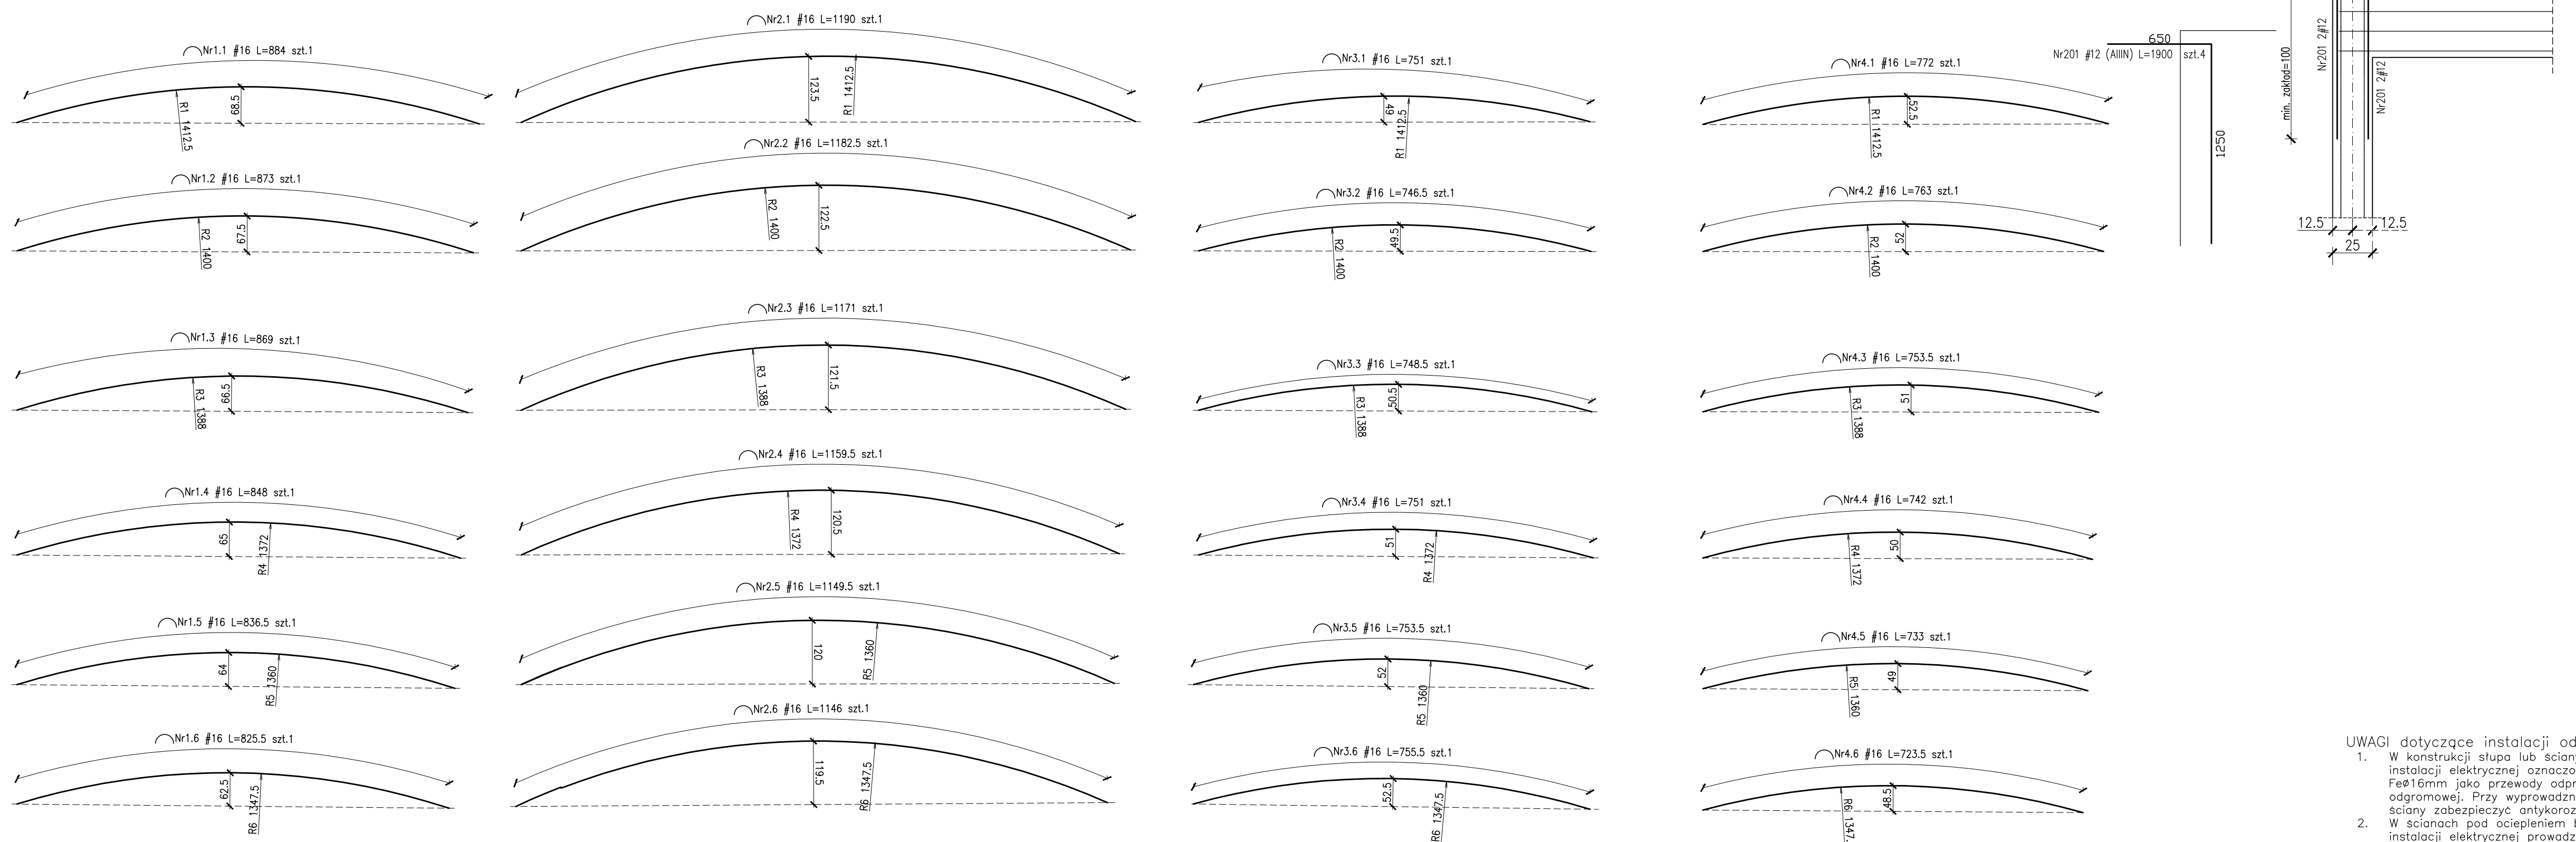 Nr1.1 #16 L=884 szt.1
68.5
R1 1412.5
Nr1.2 #16 L=873 szt.1
67.5
R2 1400
Nr1.3 #16 L=869 szt.1
69.5
R3 1388
Nr1.4 #16 L=848 szt.1
65
R4 1372
Nr1.5 #16 L=836.5 szt.1
64
R5 1360
Nr1.6 #16 L=825.5 szt.1
62.5
R6 1347.5
Nr2.1 #16 L=1190 szt.1
123.5
R1 1412.5
Nr2.2 #16 L=1182.5 szt.1
R2 1400
122.5
Nr2.3 #16 L=1171 szt.1
R3 1388
121.5
Nr2.4 #16 L=1159.5 szt.1
R4 1372
120.5
Nr2.5 #16 L=1149.5 szt.1
120
R5 1360
Nr2.6 #16 L=1146 szt.1
119.5
R6 1347.5
Nr3.1 #16 L=751 szt.1
49
R1 1412.5
Nr3.2 #16 L=746.5 szt.1
R2 1400
49.5
Nr3.3 #16 L=748.5 szt.1
R3 1388
50.5
Nr3.4 #16 L=751 szt.1
51
R4 1372
Nr3.5 #16 L=753.5 szt.1
52
R5 1360
Nr3.6 #16 L=755.5 szt.1
52.5
R6 1347.5
Nr4.1 #16 L=772 szt.1
R1 1412.5
52.5
Nr4.2 #16 L=763 szt.1
R2 1400
52
Nr4.3 #16 L=753.5 szt.1
R3 1388
51
Nr4.4 #16 L=742 szt.1
R4 1372
50
Nr4.5 #16 L=733 szt.1
R5 1360
49
Nr4.6 #16 L=723.5 szt.1
R6 1347.
48.5
650
Nr201 #12 (AIIIN) L=1900 szt.4
1250
min. zakład=100
Nr201 2#12
Nr201 2#12
12.5
12.5
25
UWAGI dotyczące instalacji od
1. W konstrukcji słupa lub ścian
instalacji elektrycznej oznaczo
Feø16mm jako przewody odpr
odgromowej. Przy wyprowadzn
ściany zabezpieczyć antykoroz
2. W ścianach pod ociepleniem
instalacji elektrycznej prowadz